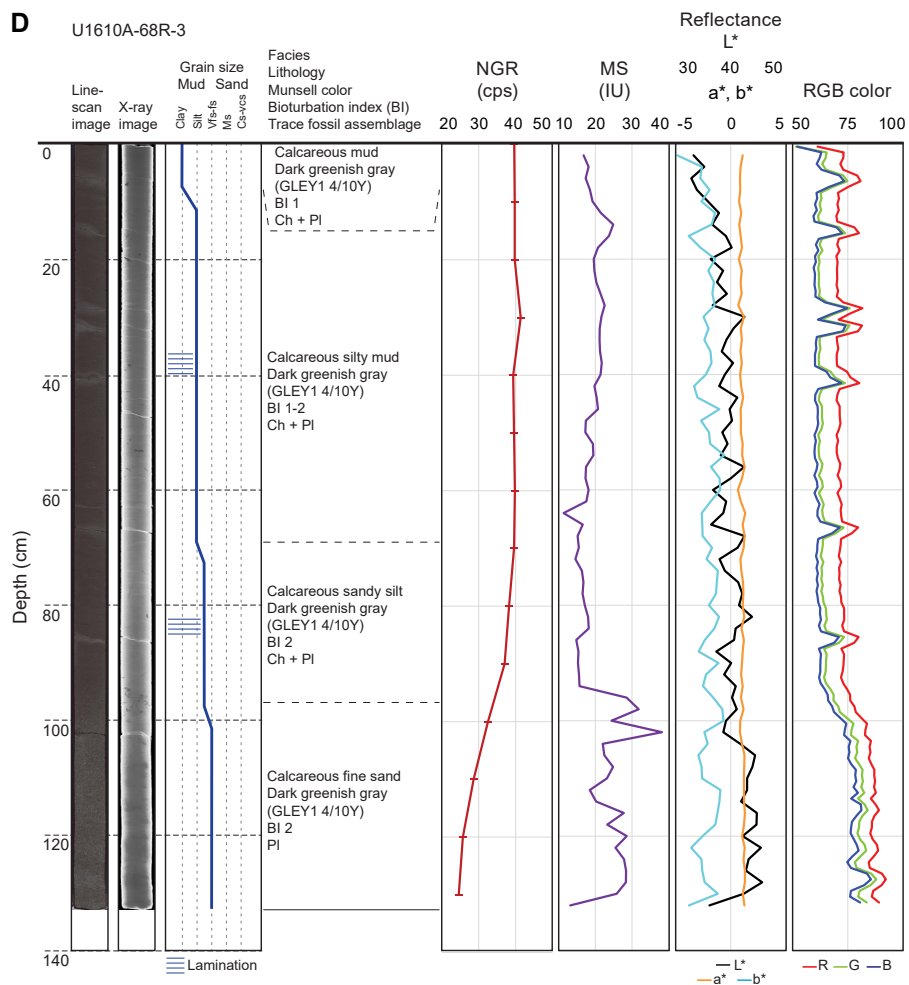 D
U1610A-68R-3
Line-
scan
image
X-ray
image
Grain size
Mud Sand
Clay
Silt
Vfs-fs
Ms
Cs-vcs
Facies
Lithology
Munsell color
Bioturbation index (BI)
Trace fossil assemblage
NGR
(cps)
20 30 40 50
MS
(IU)
10 20 30 40
Reflectance
L*
30 40 50
a*, b*
-5 0 5
RGB color
50 75 100
Depth (cm)
0
20
40
60
80
100
120
140
Calcareous mud
Dark greenish gray
(GLEY1 4/10Y)
BI 1
Ch + Pl
Calcareous silty mud
Dark greenish gray
(GLEY1 4/10Y)
BI 1-2
Ch + Pl
Calcareous sandy silt
Dark greenish gray
(GLEY1 4/10Y)
BI 2
Ch + Pl
Calcareous fine sand
Dark greenish gray
(GLEY1 4/10Y)
BI 2
Pl
Lamination
L*
a* b*
R G B